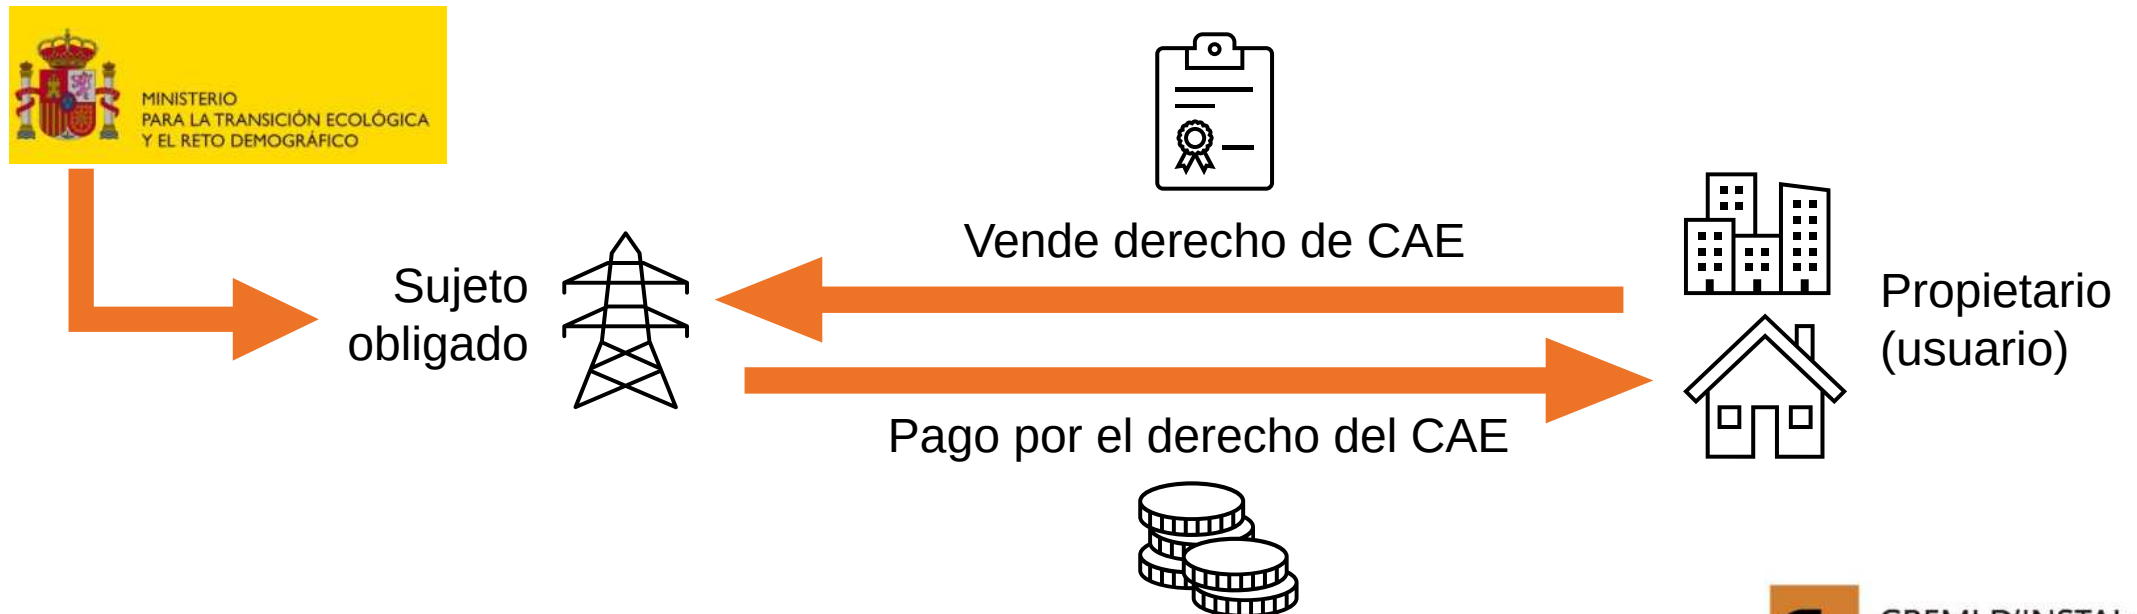 MINISTERIO
PARA LA TRANSICIÓN ECOLÓGICA
Y EL RETO DEMOGRÁFICO
Vende derecho de CAE
Sujeto
obligado
Propietario
(usuario)
Pago por el derecho del CAE